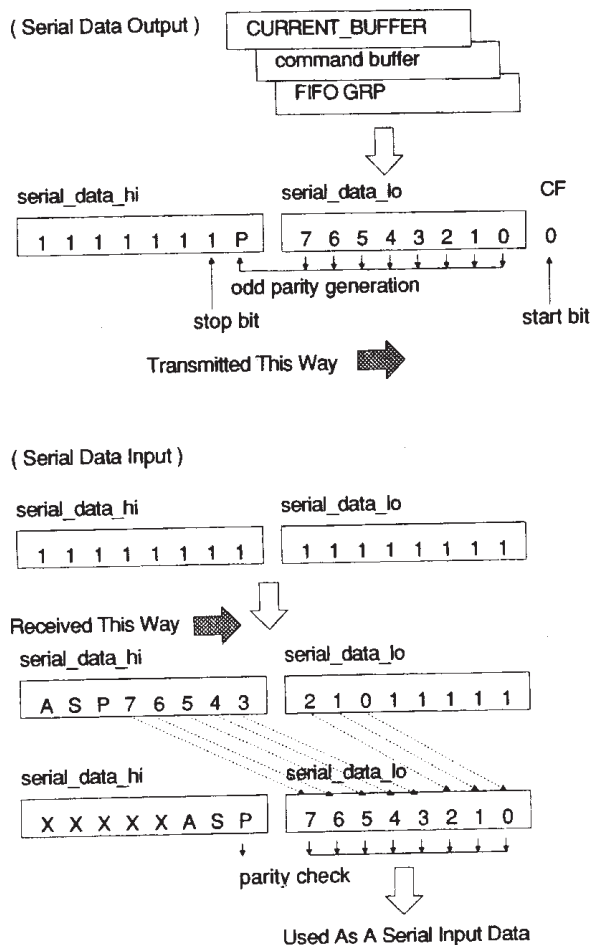 ( Serial Data Output )
CURRENT_BUFFER
command buffer
FIFO GRP
serial_data_hi serial_data_lo CF
1 1 1 1 1 1 1 P 7 6 5 4 3 2 1 0 0
odd parity generation
stop bit start bit
Transmitted This Way
( Serial Data Input )
serial_data_hi serial_data_lo
1 1 1 1 1 1 1 1 1 1 1 1 1 1 1 1
Received This Way
serial_data_hi serial_data_lo
A S P 7 6 5 4 3 2 1 0 1 1 1 1 1
serial_data_hi serial_data_lo
X X X X X A S P 7 6 5 4 3 2 1 0
parity check
Used As A Serial Input Data